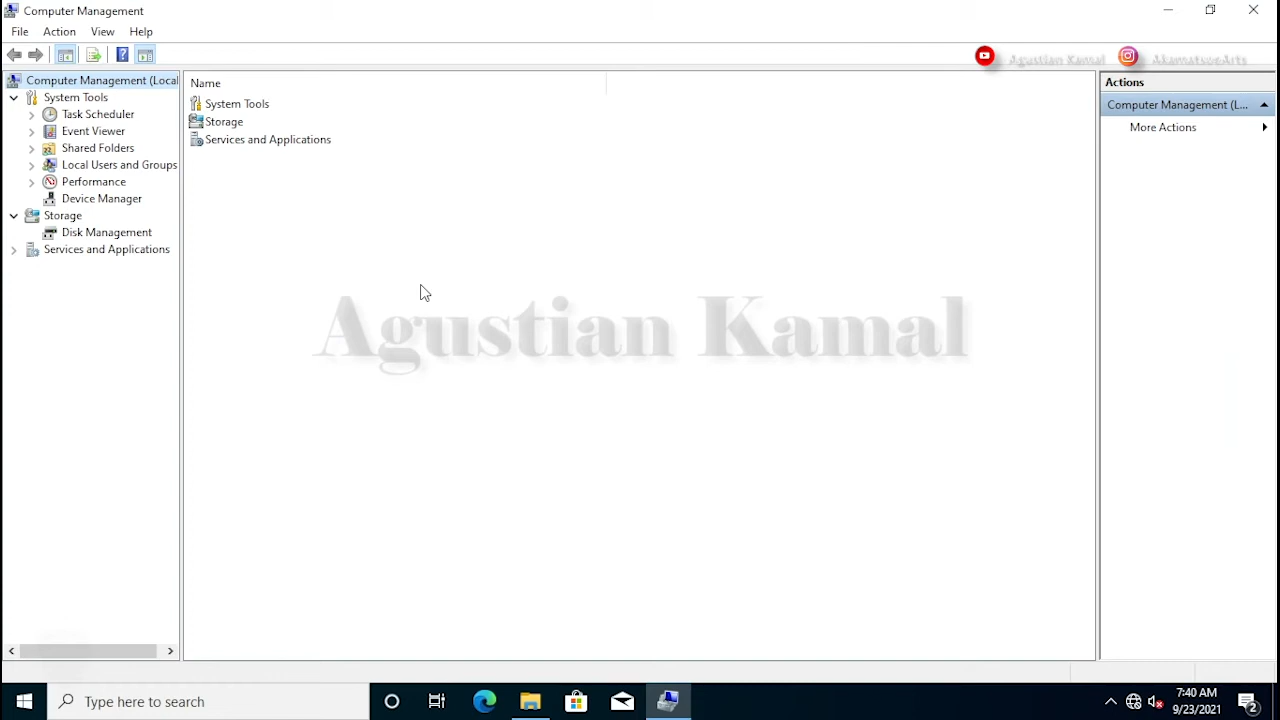 Computer Management
File Action View Help
Agustian Kamal AkamatsonArts
Computer Management (Local
System Tools
Task Scheduler
Event Viewer
Shared Folders
Local Users and Groups
Performance
Device Manager
Storage
Disk Management
Services and Applications
Name
System Tools
Storage
Services and Applications
Actions
Computer Management (L...
More Actions
Agustian Kamal
Type here to search
7:40 AM
9/23/2021
2